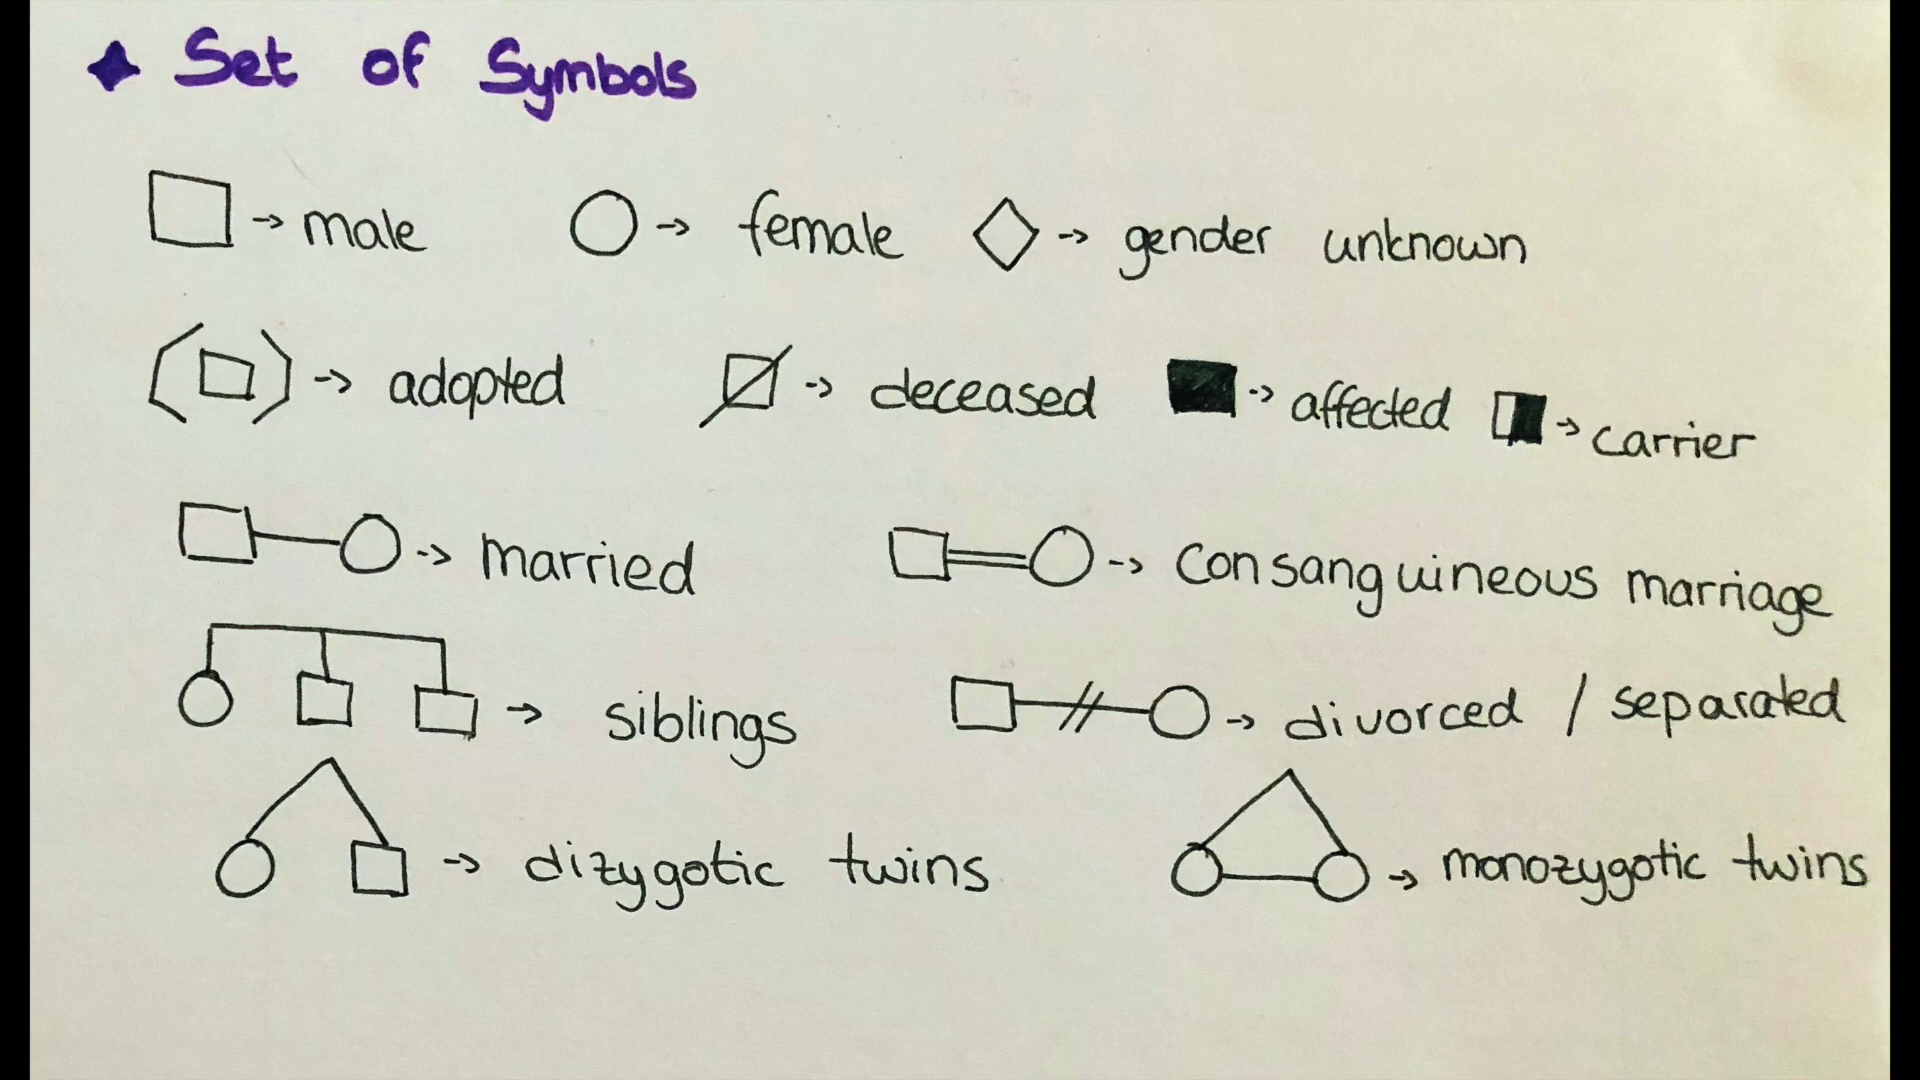 Set of Symbols
→ male → female → gender unknown
→ adopted → deceased → affected → carrier
→ married → consanguineous marriage
→ siblings → divorced / separated
→ dizygotic twins → monozygotic twins